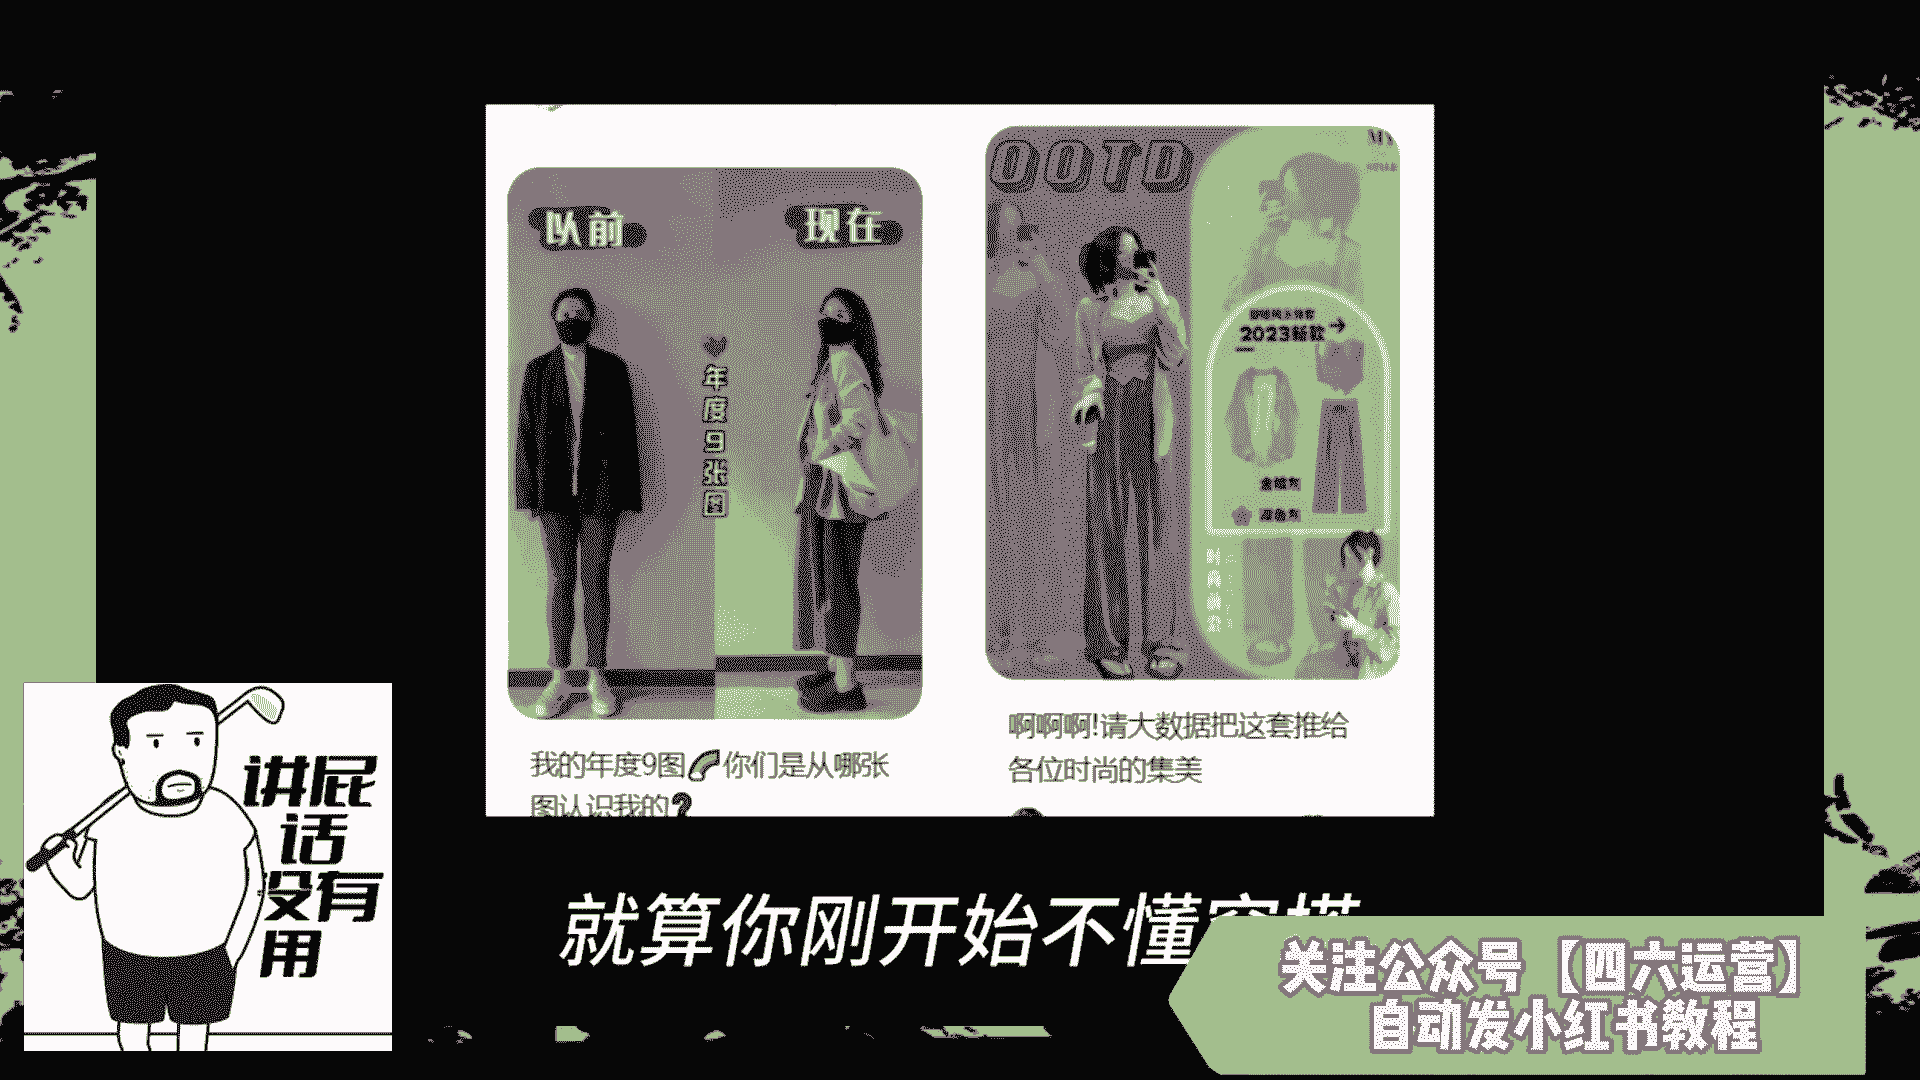 OOTD
MY
以前
现在
2023新款
年度9张图
金暗方
啊啊啊!请大数据把这套推给
各位时尚的集美
我的年度9图 你们是从哪张
图认识我的?
讲屁
话
没有
用
就算你刚开始不懂穿搭
关注公众号【四六运营】
自动发小红书教程